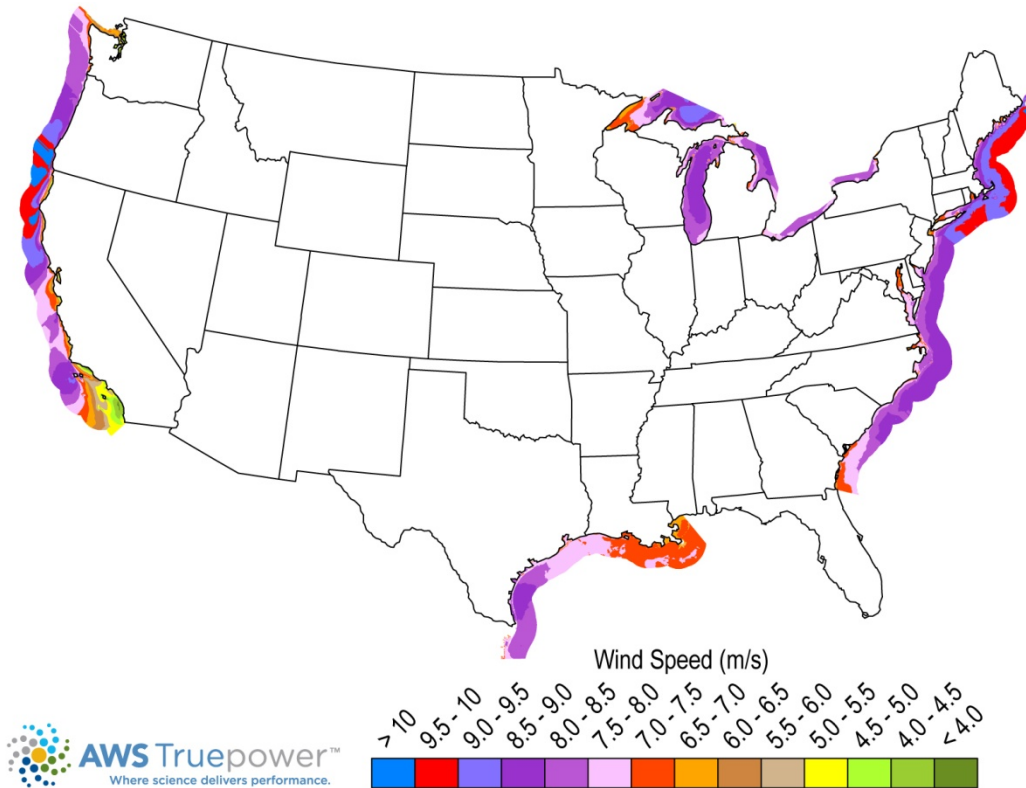 Wind Speed (m/s)
> 10
9.5 - 10
9.0 - 9.5
8.5 - 9.0
8.0 - 8.5
7.5 - 8.0
7.0 - 7.5
6.5 - 7.0
6.0 - 6.5
5.5 - 6.0
5.0 - 5.5
4.5 - 5.0
4.0 - 4.5
< 4.0
AWS Truepower™
Where science delivers performance.